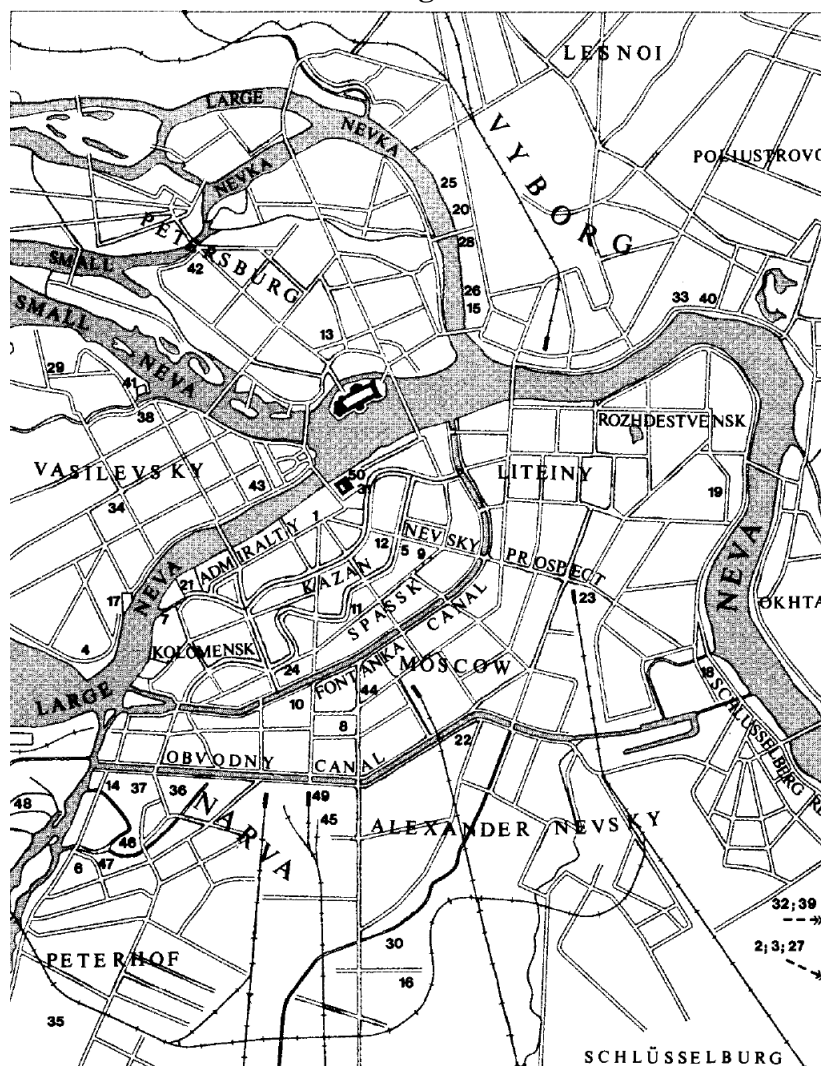 LESNOI
LARGE
NEVKA
VYBORG
POLIUSTROVO
25
NEVKA
20
PETERSBURG
28
SMALL
42
26
33 40
15
SMALL
13
NEVA
29
41
38
ROZHDESTVENSK
VASILEVSKY
50
LITEINY
43
31
19
34
ADMIRALTY 1
12
5
9
NEVSKY PROSPECT
NEVA
KAZAN
21
23
17
7
11
SPASSK
OKHTA
4
KOLOMENSK
24
FONTANKA CANAL
MOSCOW
18
LARGE NEVA
10
44
SCHLÜSSELBURG
8
22
OBVODNY CANAL
14
37
36
49
48
NARVA
45
ALEXANDER NEVSKY
46
6
47
32; 39
30
2; 3; 27
PETERHOF
16
35
SCHLÜSSELBURG